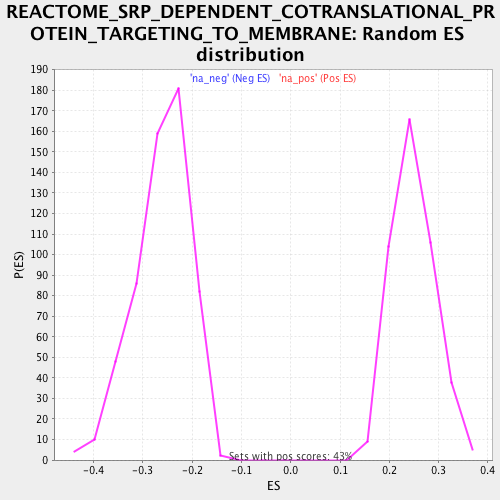 REACTOME_SRP_DEPENDENT_COTRANSLATIONAL_PR
OTEIN_TARGETING_TO_MEMBRANE: Random ES
distribution
'na_neg' (Neg ES) 'na_pos' (Pos ES)
190
180
170
160
150
140
130
120
110
100
90
80
70
60
50
40
30
20
10
0
P(ES)
Sets with pos scores: 43%
-0.4 -0.3 -0.2 -0.1 0.0 0.1 0.2 0.3 0.4
ES